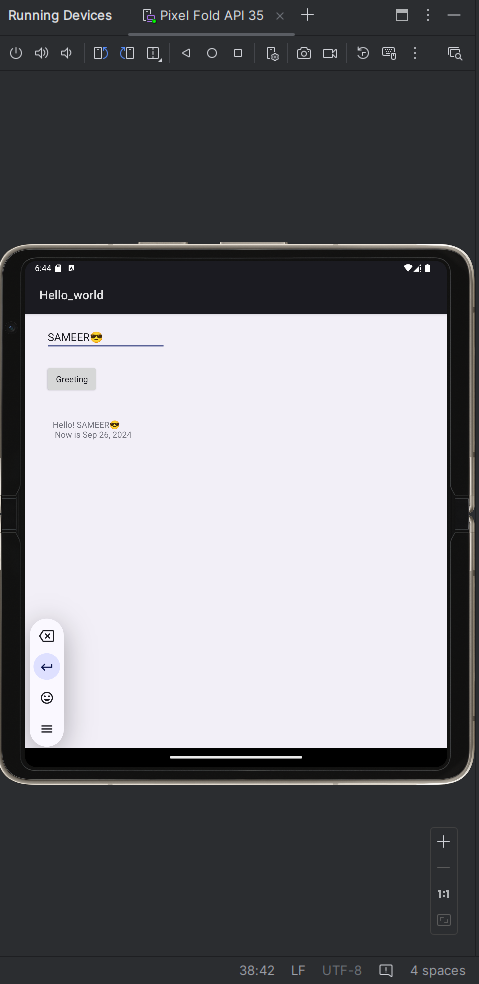 Running Devices
Pixel Fold API 35
6:44
Hello_world
SAMEER😎
Greeting
Hello! SAMEER😎
Now is Sep 26, 2024
1:1
38:42 LF UTF-8 4 spaces